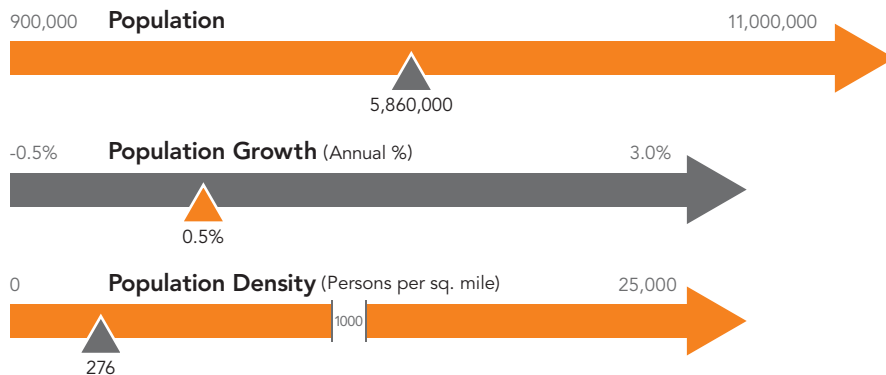 900,000 Population 11,000,000
5,860,000
-0.5% Population Growth (Annual %) 3.0%
0.5%
0 Population Density (Persons per sq. mile) 25,000
1000
276